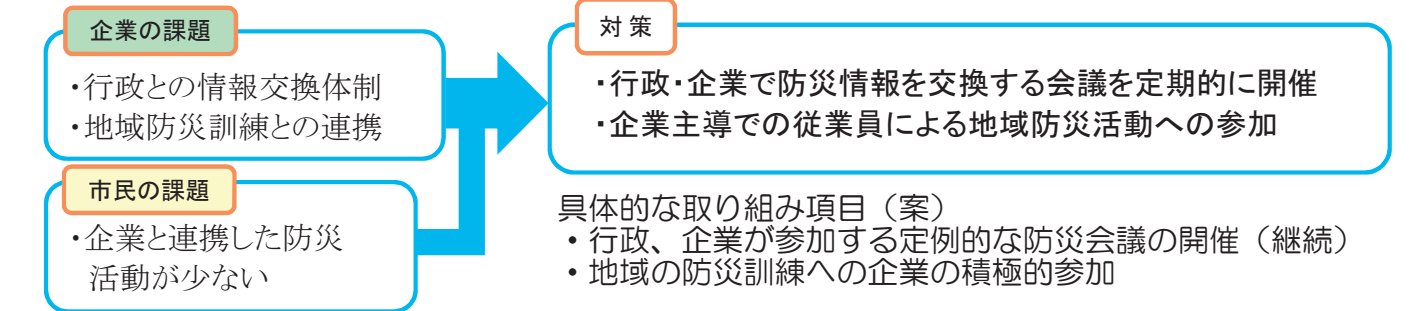 企業の課題
・行政との情報交換体制
・地域防災訓練との連携
市民の課題
・企業と連携した防災
活動が少ない
対 策
・行政・企業で防災情報を交換する会議を定期的に開催
・企業主導での従業員による地域防災活動への参加
具体的な取り組み項目（案）
・行政、企業が参加する定例的な防災会議の開催（継続）
・地域の防災訓練への企業の積極的参加